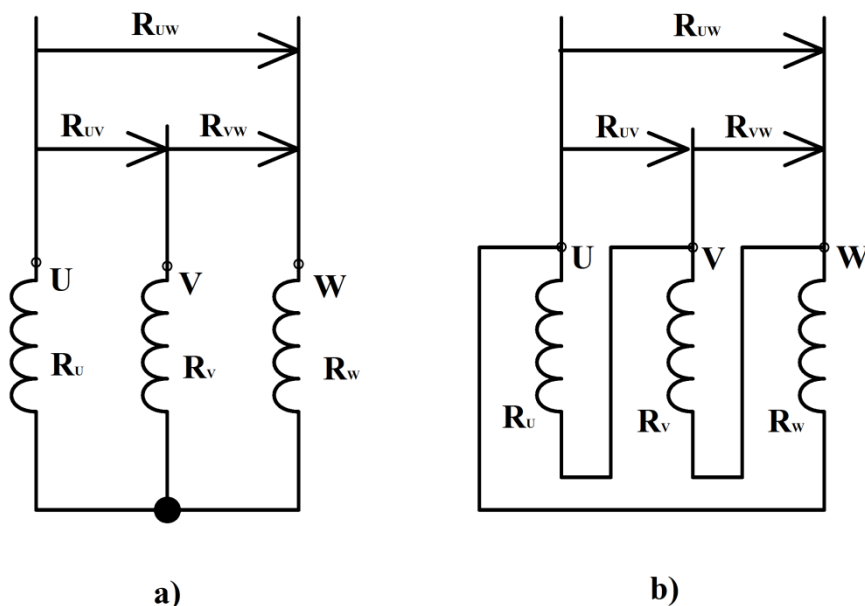 RUW RUW
RUV RVW RUV RVW
U V W U V W
RU RV RW RU RV RW
a) b)